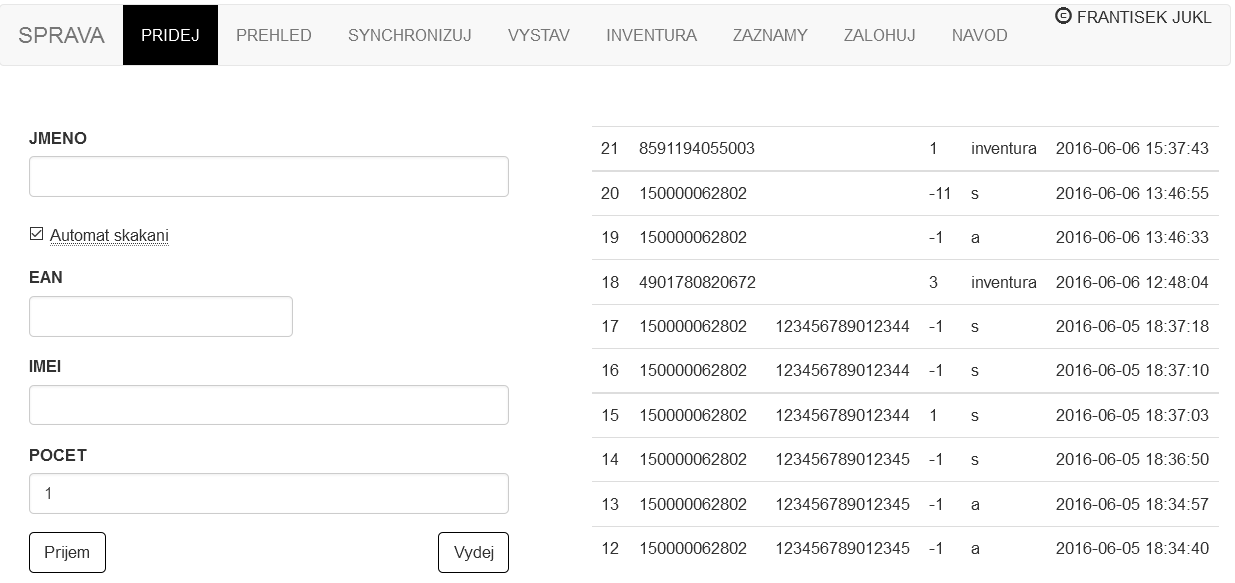 SPRAVA PRIDEJ PREHLED SYNCHRONIZUJ VYSTAV INVENTURA ZAZNAMY ZALOHUJ NAVOD © FRANTISEK JUKL
JMENO
Automat skakani
EAN
IMEI
POCET
1
Prijem Vydej
21 8591194055003 1 inventura 2016-06-06 15:37:43
20 150000062802 -11 s 2016-06-06 13:46:55
19 150000062802 -1 a 2016-06-06 13:46:33
18 4901780820672 3 inventura 2016-06-06 12:48:04
17 150000062802 123456789012344 -1 s 2016-06-05 18:37:18
16 150000062802 123456789012344 -1 s 2016-06-05 18:37:10
15 150000062802 123456789012344 1 s 2016-06-05 18:37:03
14 150000062802 123456789012345 -1 s 2016-06-05 18:36:50
13 150000062802 123456789012345 -1 a 2016-06-05 18:34:57
12 150000062802 123456789012345 -1 a 2016-06-05 18:34:40